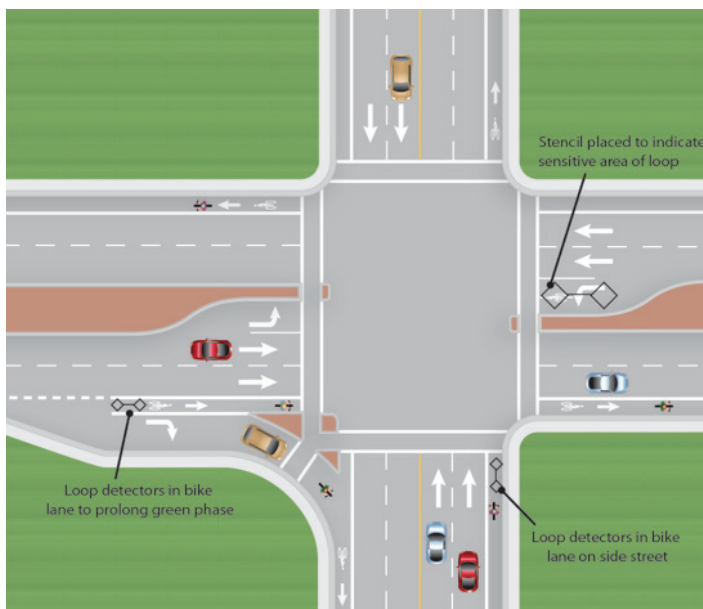 Stencil placed to indicate
sensitive area of loop
Loop detectors in bike
lane to prolong green phase
Loop detectors in bike
lane on side street